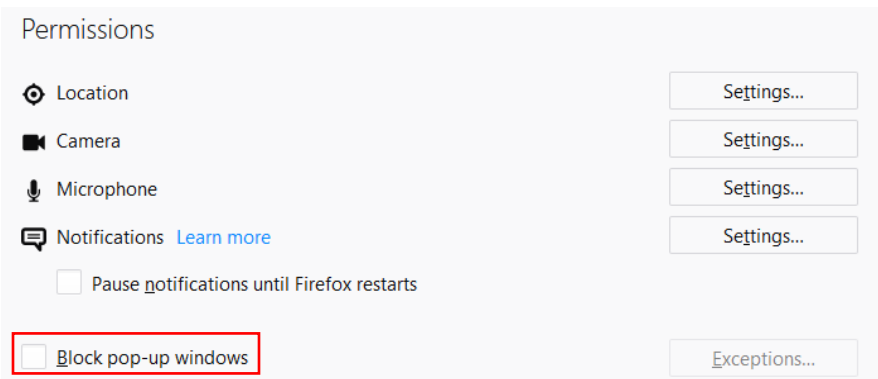 Permissions
Location Settings...
Camera Settings...
Microphone Settings...
Notifications Learn more Settings...
Pause notifications until Firefox restarts
Block pop-up windows Exceptions...